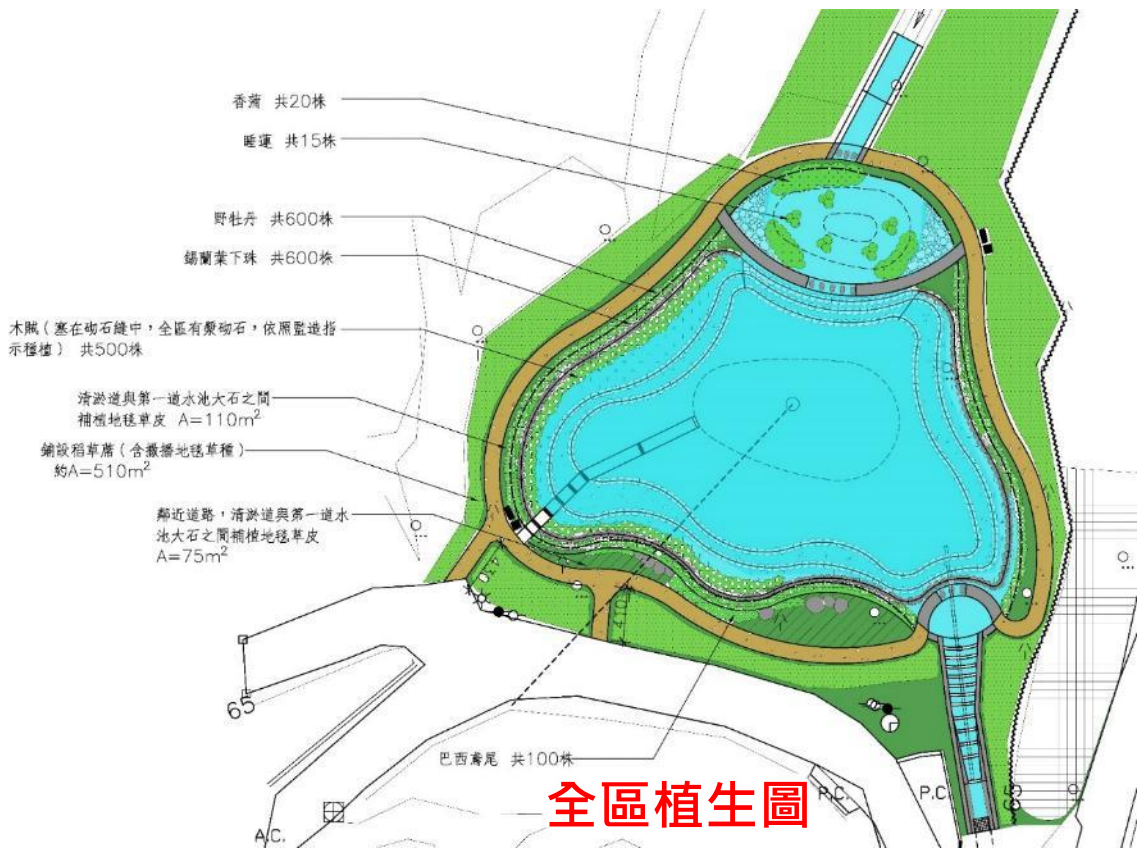 香蒲 共20株
睡蓮 共15株
野牡丹 共600株
錫蘭葉下珠 共600株
木賊（塞在砌石縫中，全區有漿砌石，依照監造指
示種植） 共500株
清淤道與第一道水池大石之間
補植地毯草皮 A=110m²
鋪設稻草蓆（含撒播地毯草種）
約A=510m²
鄰近道路，清淤道與第一道水
池大石之間補植地毯草皮
A=75m²
65
巴西鳶尾 共100株
全區植生圖
P.C.
P.C.
65
A.C.